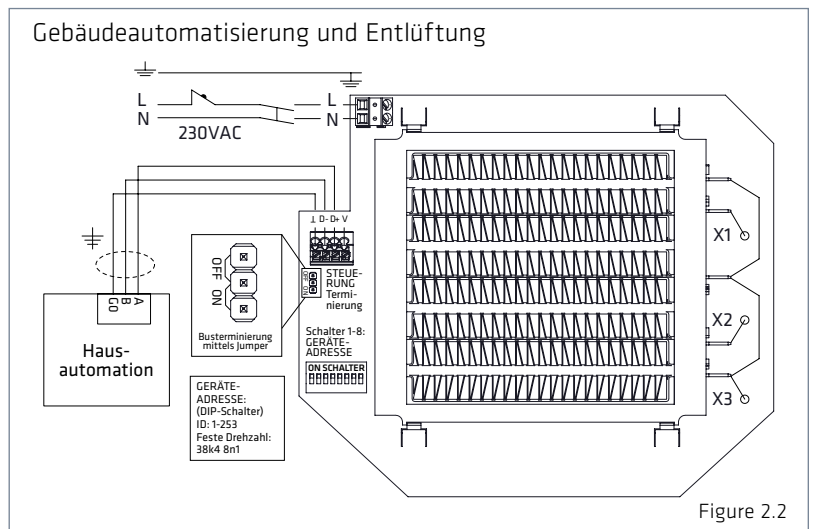 Gebäudeautomatisierung und Entlüftung
L
N
230VAC
L
N
⊥ D- D+ V
OFF ON
STEUE-
RUNG
Termi-
nierung
OFF ON
Busterminierung
mittels Jumper
Schalter 1-8:
GERÄTE-
ADRESSE
ON SCHALTER
G0 B A
Haus-
automation
GERÄTE-
ADRESSE:
(DIP-Schalter)
ID: 1-253
Feste Drehzahl:
38k4 8n1
X1
X2
X3
Figure 2.2